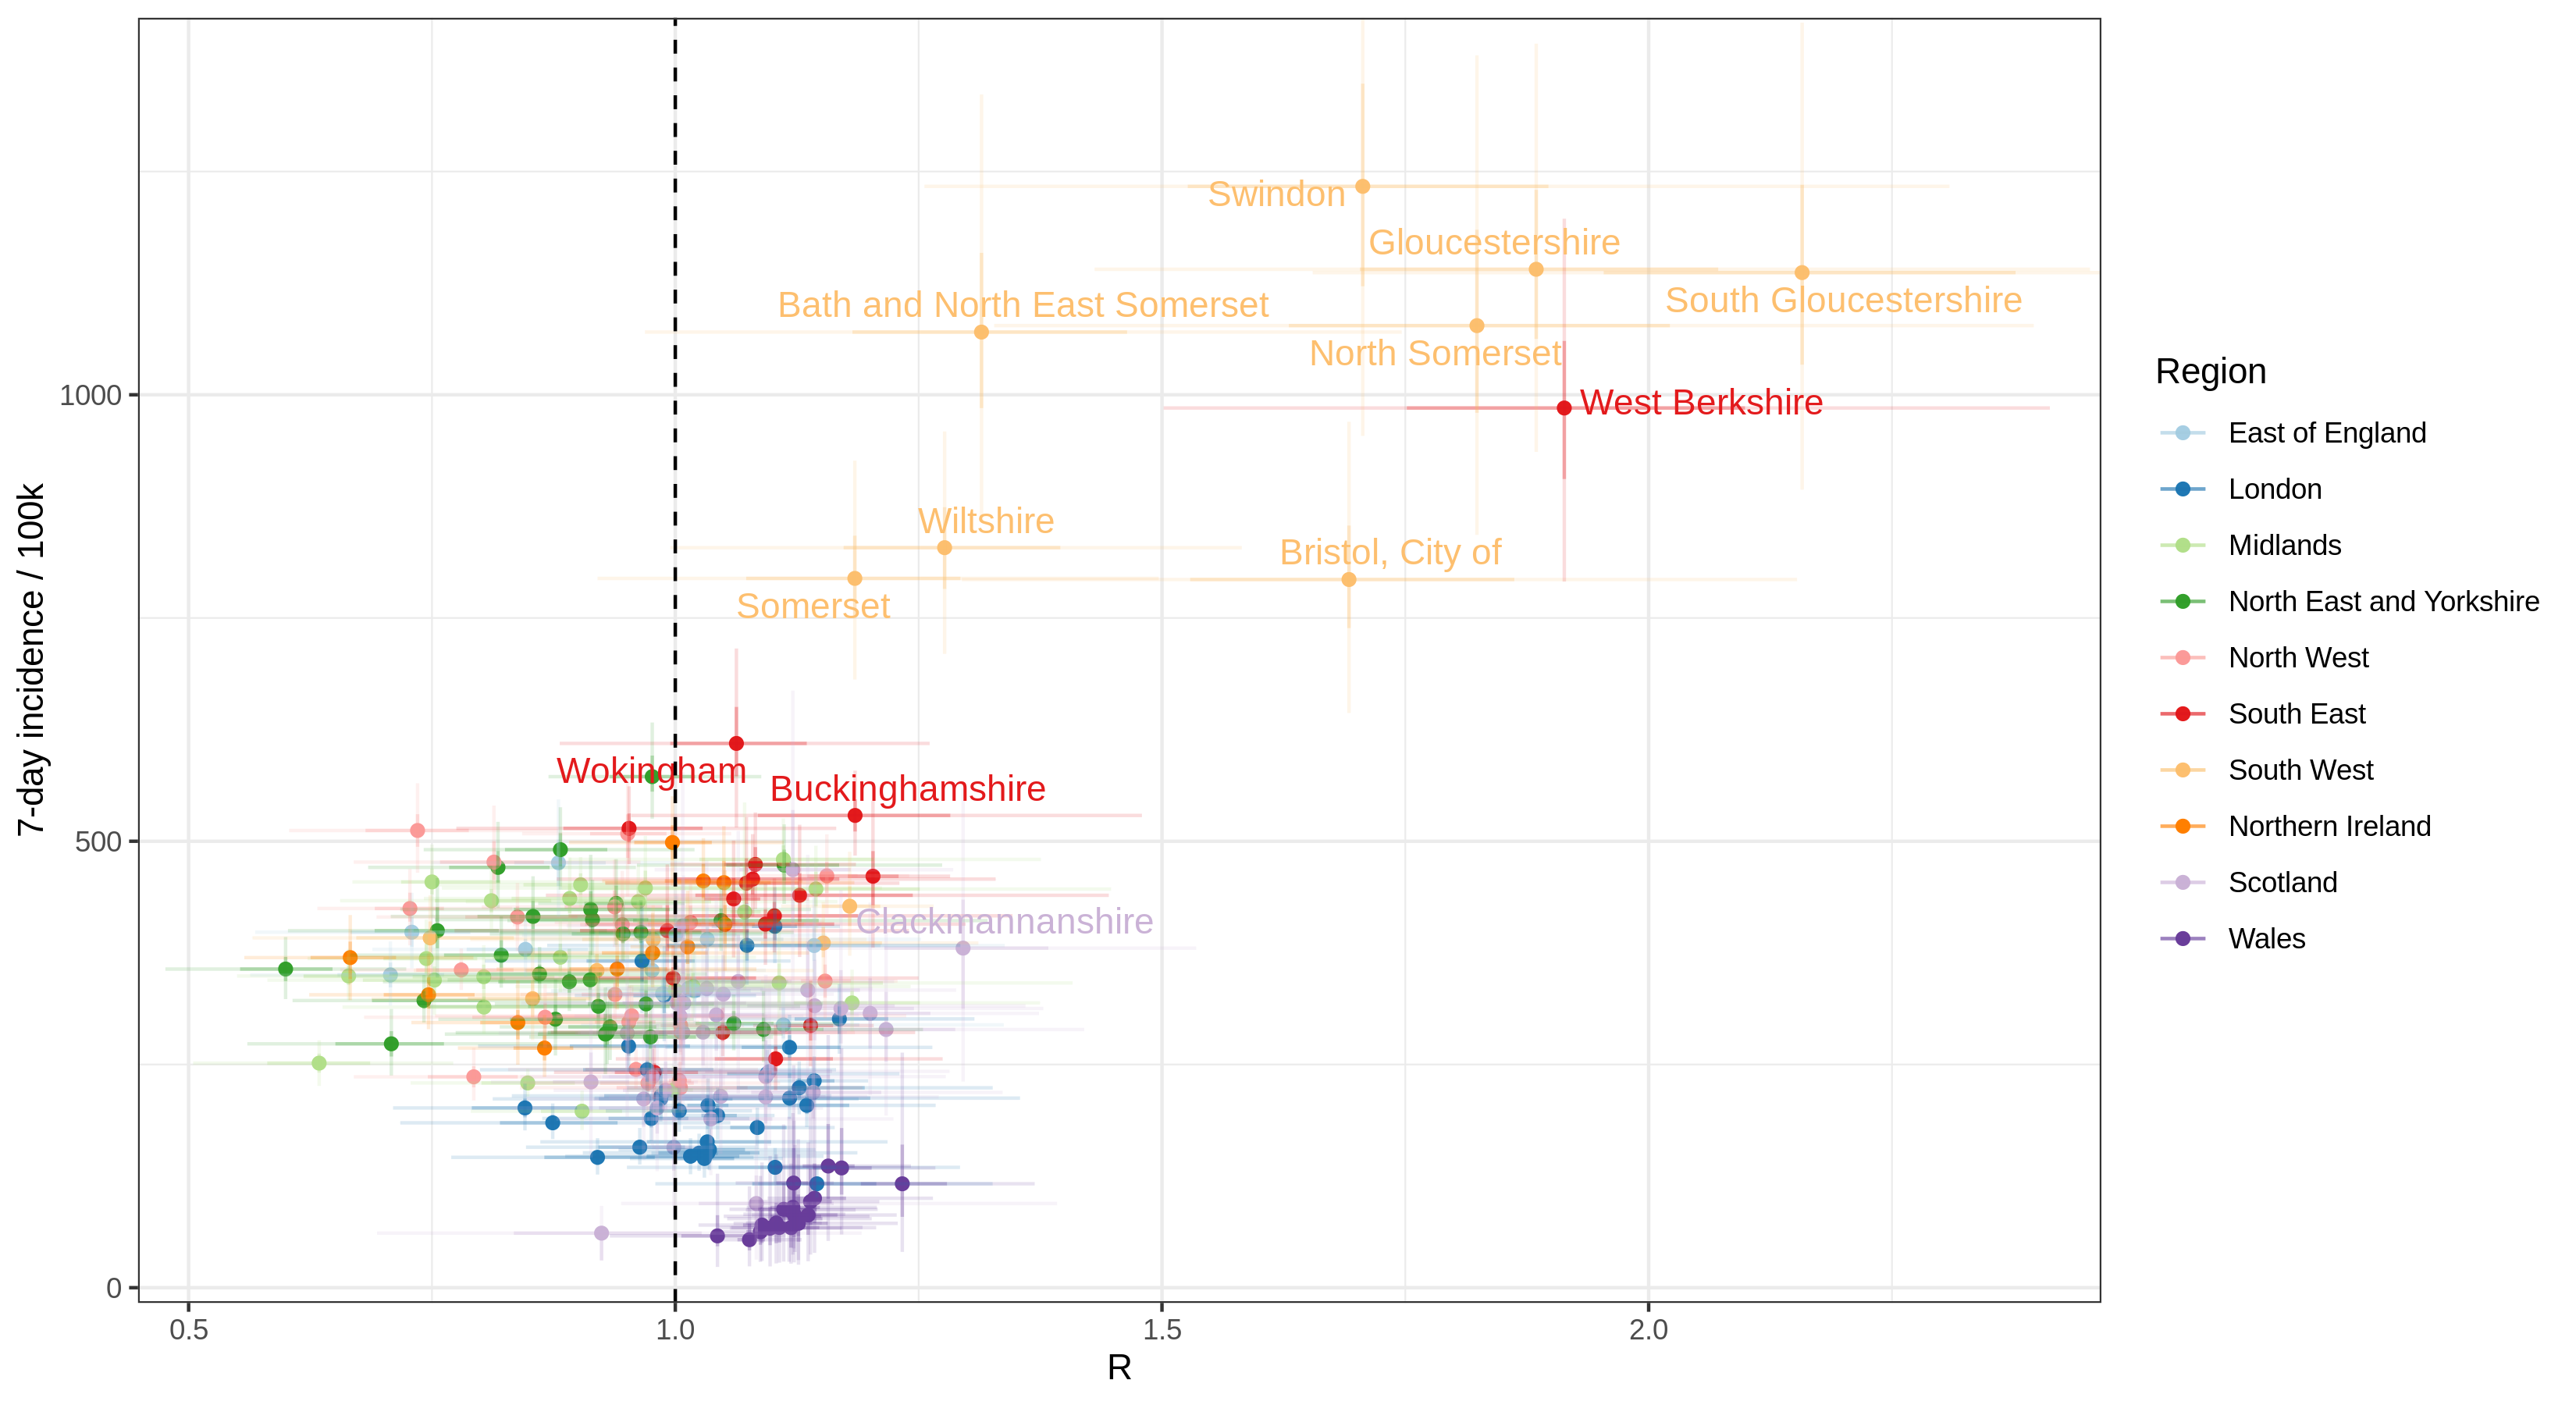 Swindon
Gloucestershire
Bath and North East Somerset
South Gloucestershire
North Somerset
West Berkshire
Wiltshire
Bristol, City of
Somerset
Wokingham
Buckinghamshire
Clackmannanshire
1000
500
0
7-day incidence / 100k
0.5
1.0
1.5
2.0
R
Region
East of England
London
Midlands
North East and Yorkshire
North West
South East
South West
Northern Ireland
Scotland
Wales